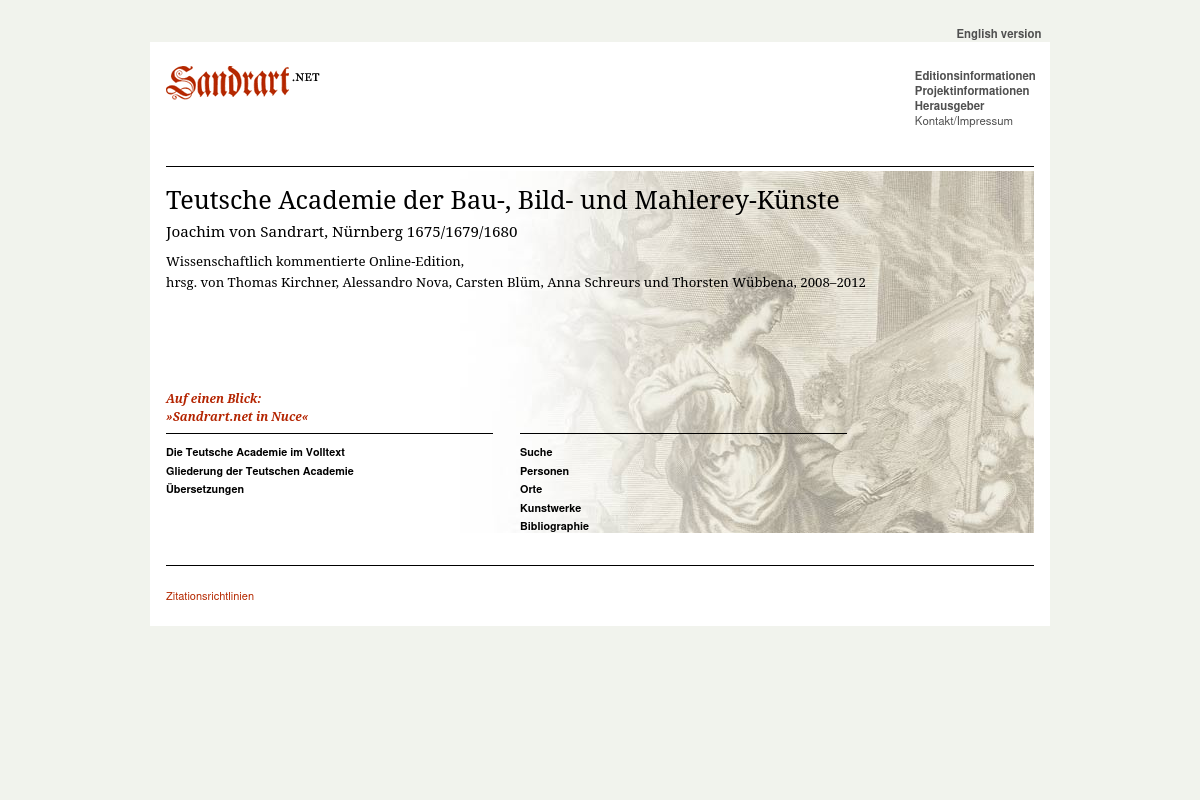 English version
Sandrart.NET
Editionsinformationen
Projektinformationen
Herausgeber
Kontakt/Impressum
Teutsche Academie der Bau-, Bild- und Mahlerey-Künste
Joachim von Sandrart, Nürnberg 1675/1679/1680
Wissenschaftlich kommentierte Online-Edition,
hrsg. von Thomas Kirchner, Alessandro Nova, Carsten Blüm, Anna Schreurs und Thorsten Wübbena, 2008–2012
Auf einen Blick:
»Sandrart.net in Nuce«
Die Teutsche Academie im Volltext
Gliederung der Teutschen Academie
Übersetzungen
Suche
Personen
Orte
Kunstwerke
Bibliographie
Zitationsrichtlinien